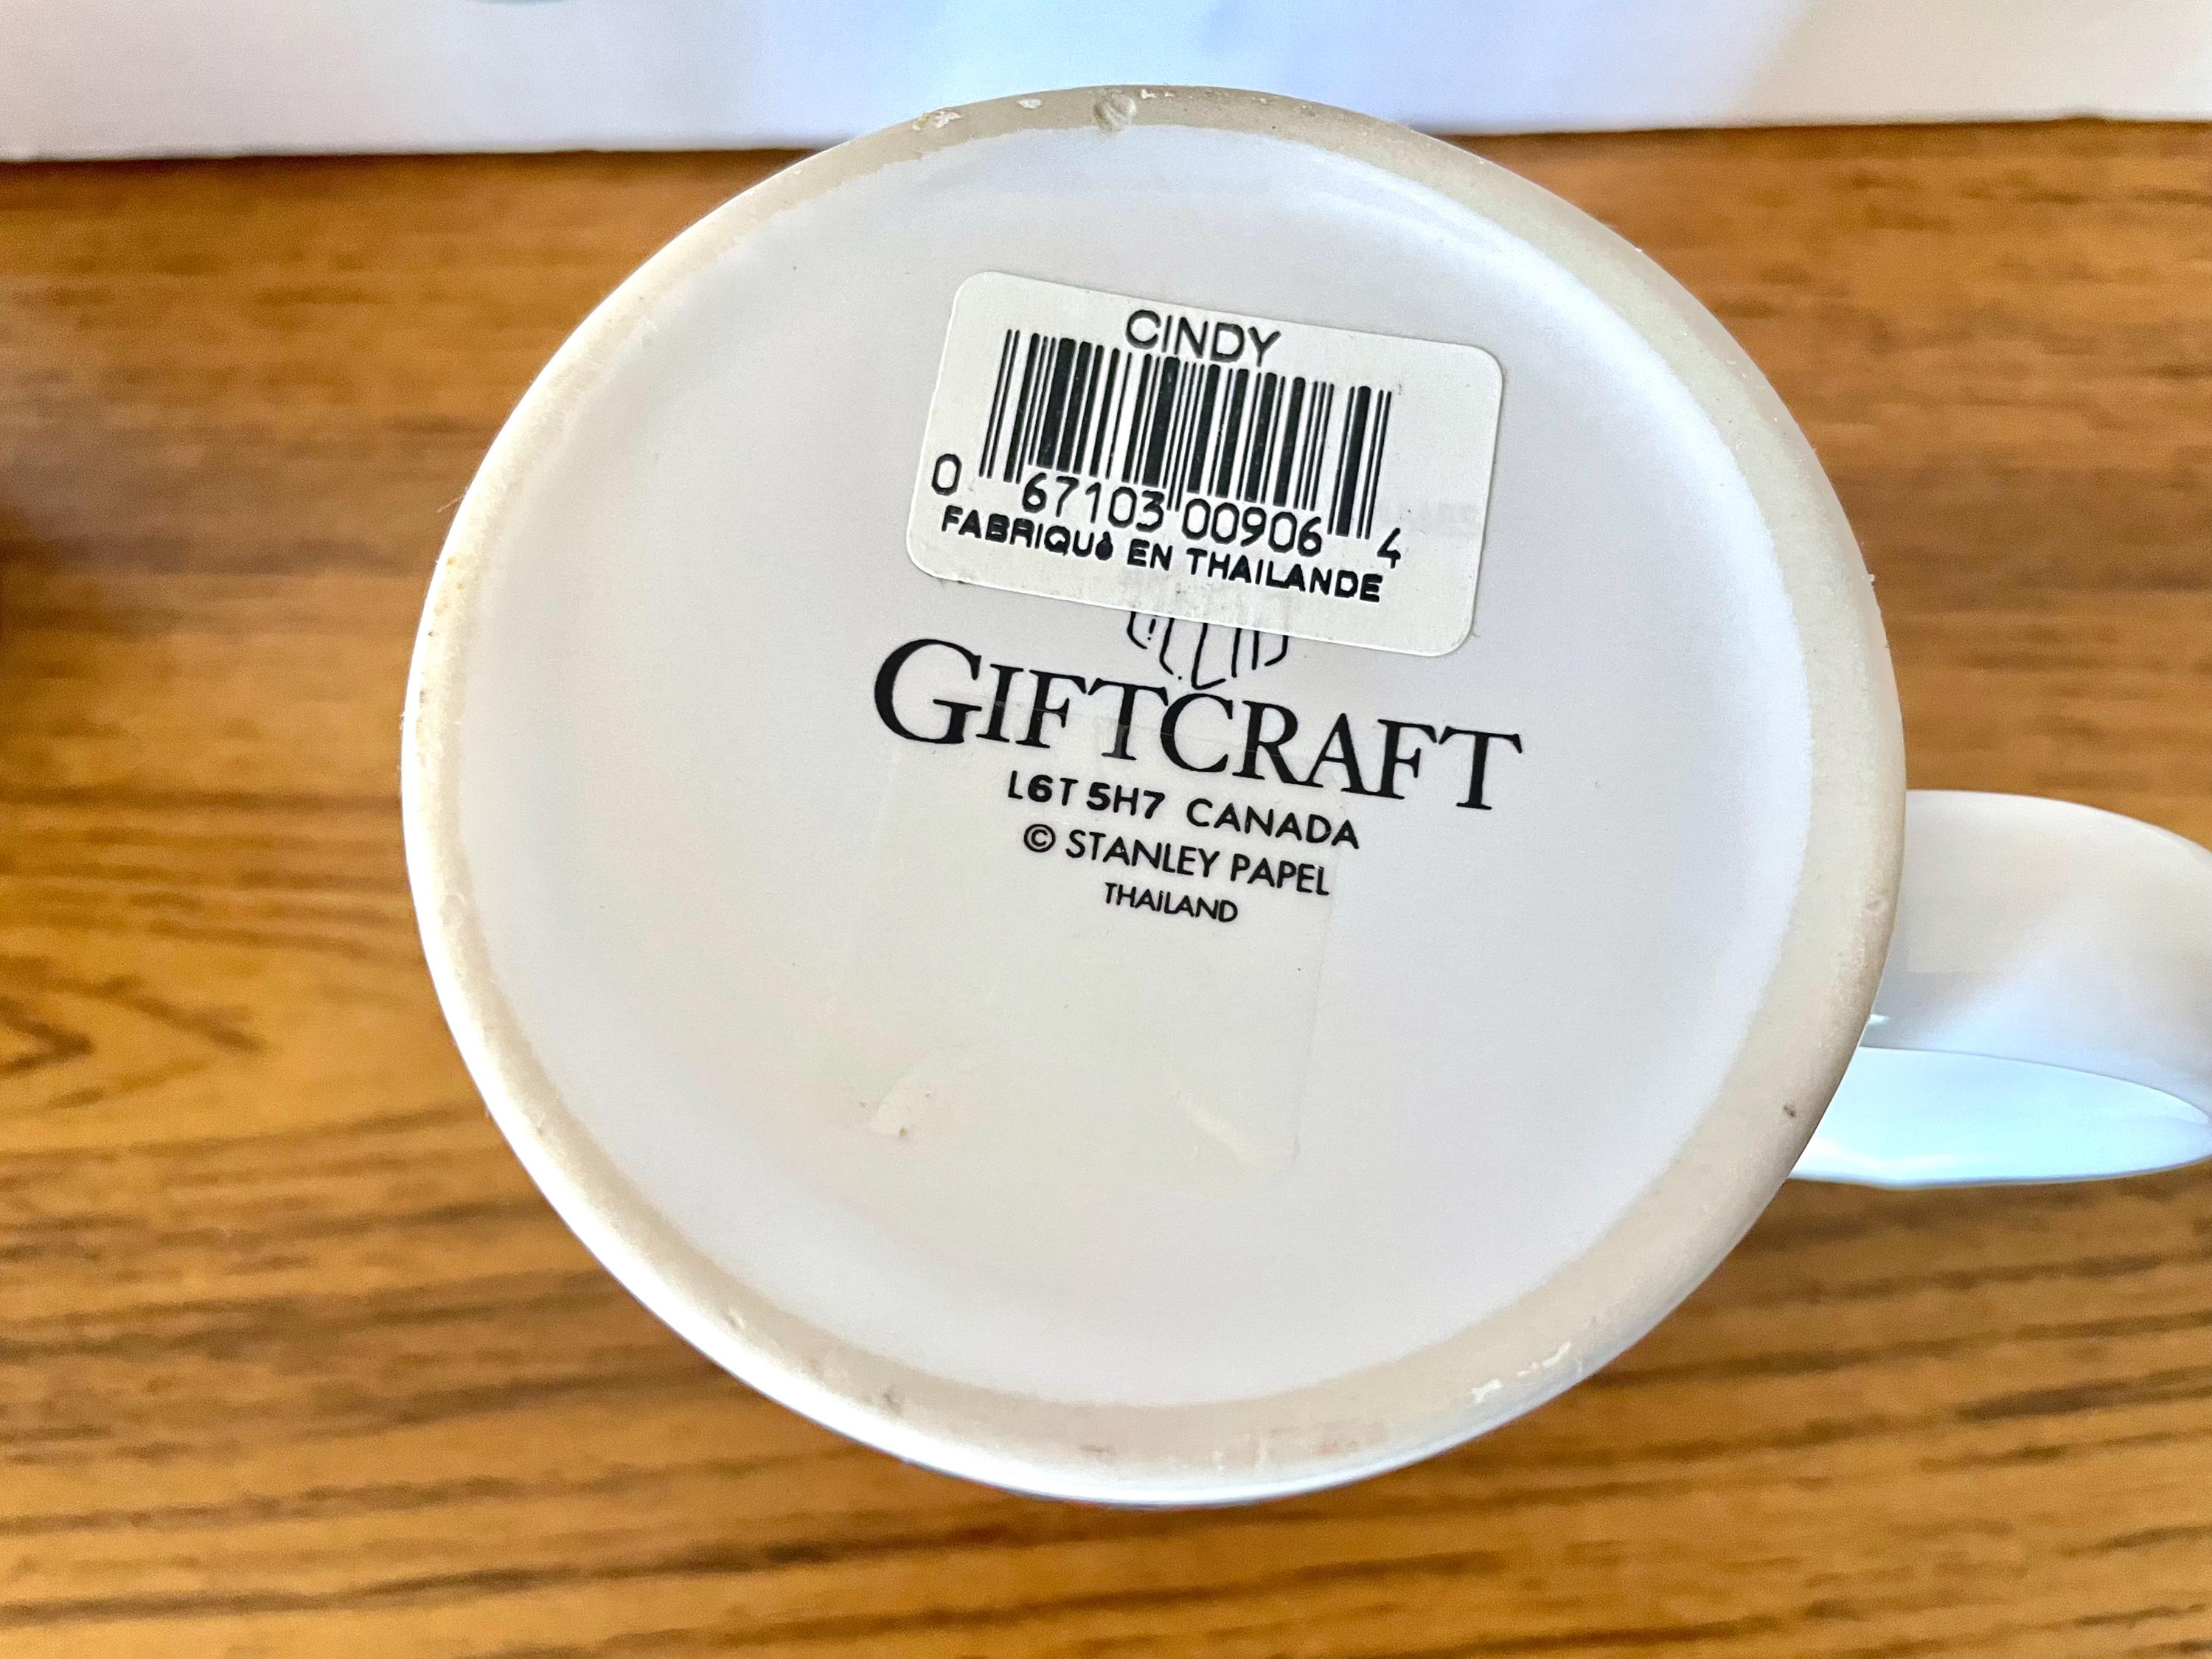 CINDY
0 67103 00906 4
FABRIQUè EN THAILANDE
GIFTCRAFT
L6T 5H7 CANADA
© STANLEY PAPEL
THAILAND